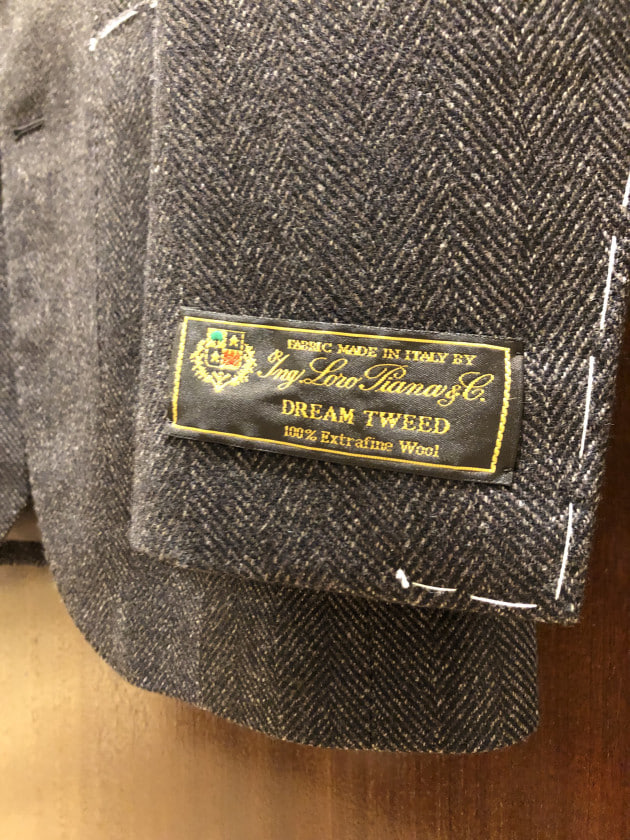 FABRIC MADE IN ITALY BY
Ing. Loro Piana & C.
DREAM TWEED
100% Extrafine Wool